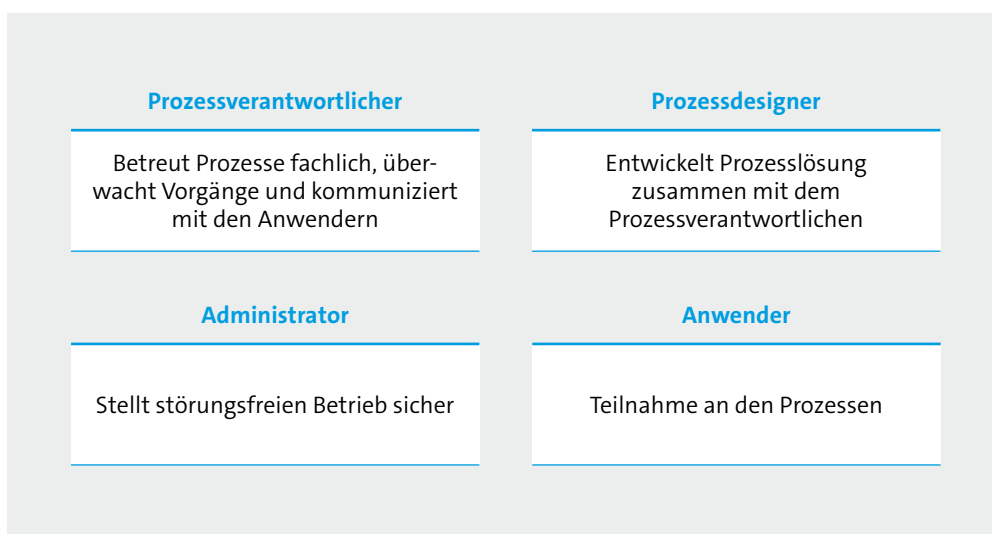 Prozessverantwortlicher
Betreut Prozesse fachlich, über-
wacht Vorgänge und kommuniziert
mit den Anwendern
Prozessdesigner
Entwickelt Prozesslösung
zusammen mit dem
Prozessverantwortlichen
Administrator
Stellt störungsfreien Betrieb sicher
Anwender
Teilnahme an den Prozessen